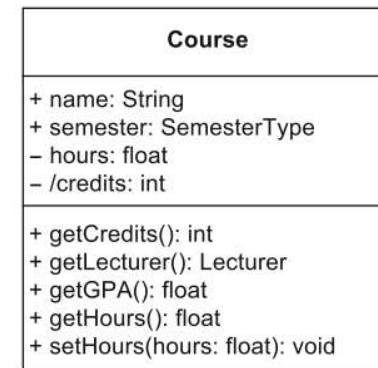 Course
+ name: String
+ semester: SemesterType
– hours: float
– /credits: int
+ getCredits(): int
+ getLecturer(): Lecturer
+ getGPA(): float
+ getHours(): float
+ setHours(hours: float): void